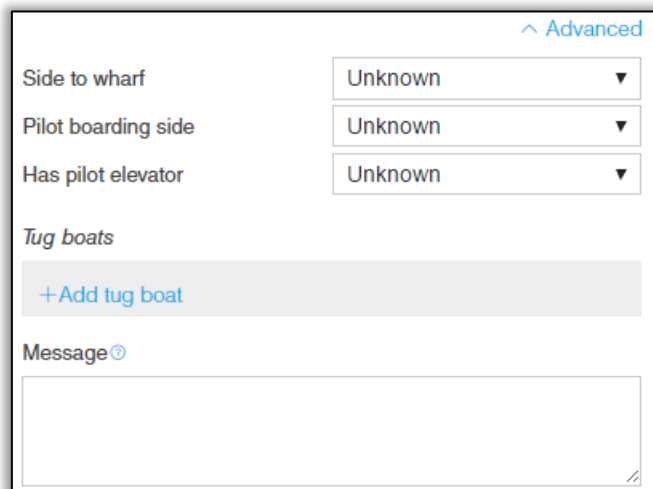 Advanced
Side to wharf Unknown
Pilot boarding side Unknown
Has pilot elevator Unknown
Tug boats
+Add tug boat
Message